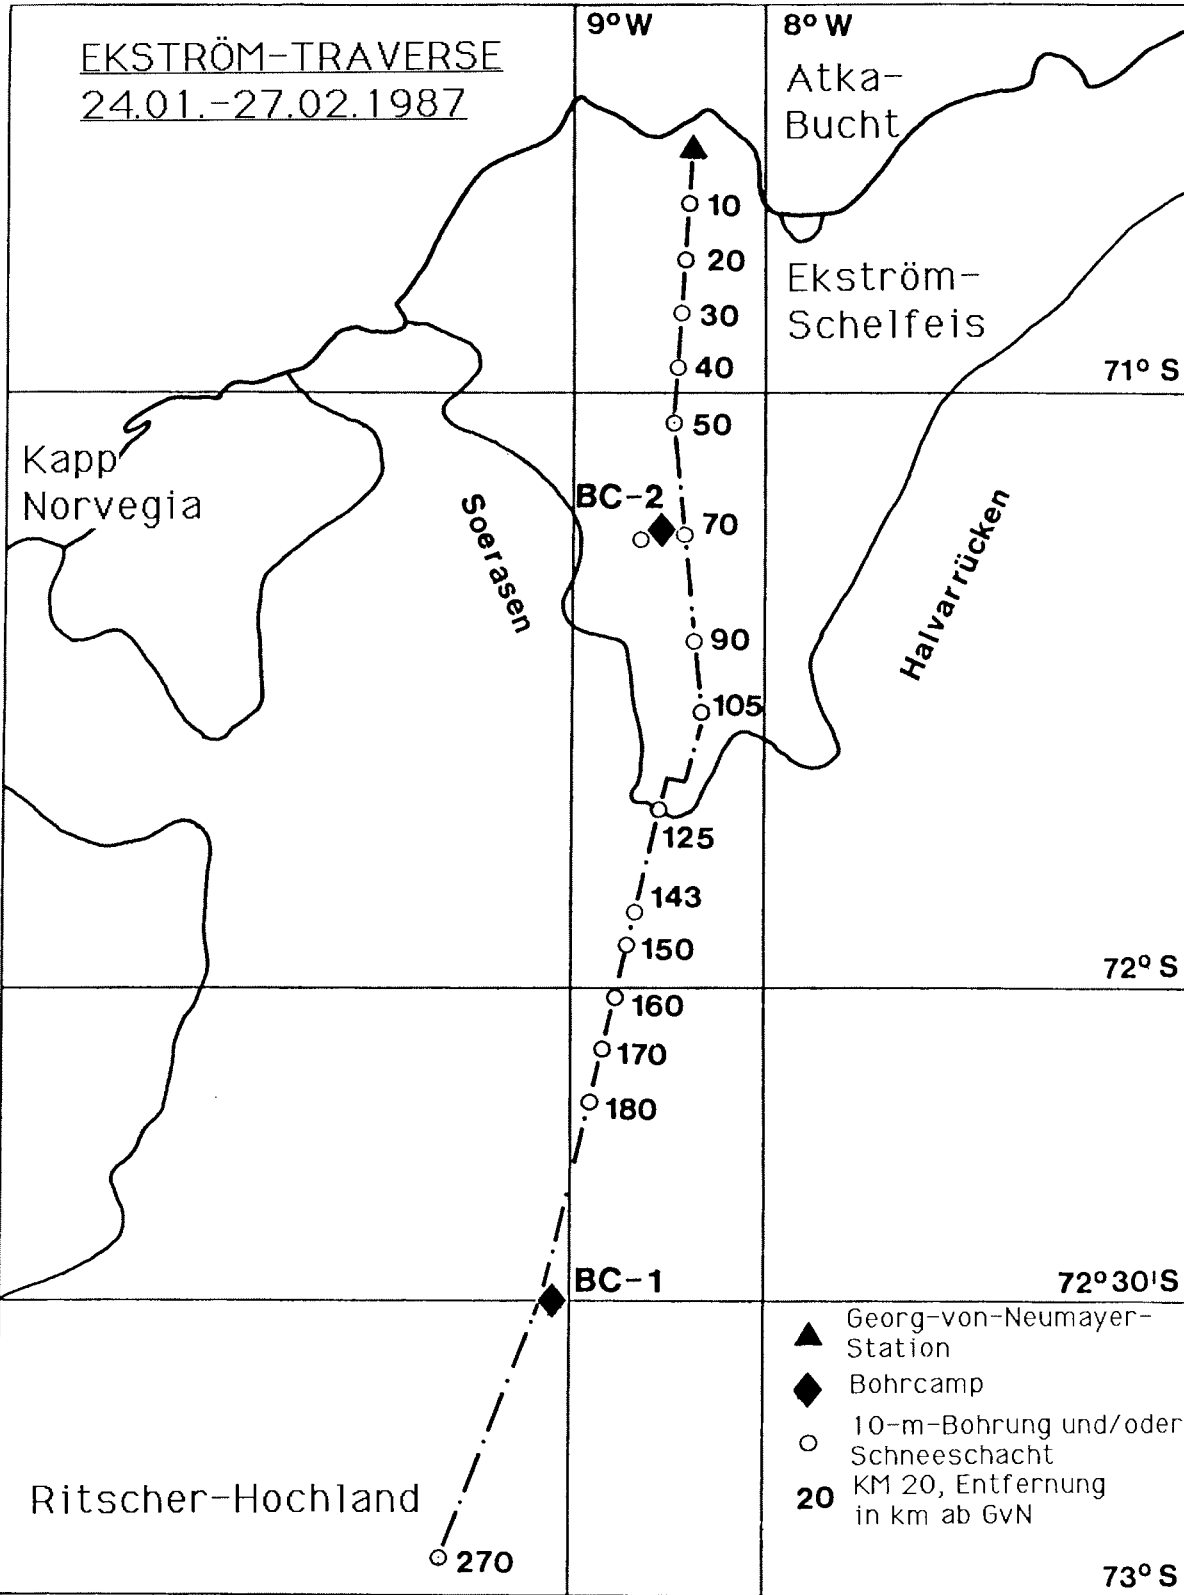 EKSTRÖM-TRAVERSE
24.01.-27.02.1987
9° W
8° W
Atka-
Bucht
10
20
Ekström-
Schelfeis
30
40
71° S
50
Kapp
Norvegia
Soerasen
BC-2
70
Halvarrücken
90
105
125
143
150
72° S
160
170
180
BC-1
72° 30' S
Georg-von-Neumayer-
Station
Bohrcamp
10-m-Bohrung und/oder
Schneeschacht
20 KM 20, Entfernung
in km ab GvN
Ritscher-Hochland
270
73° S